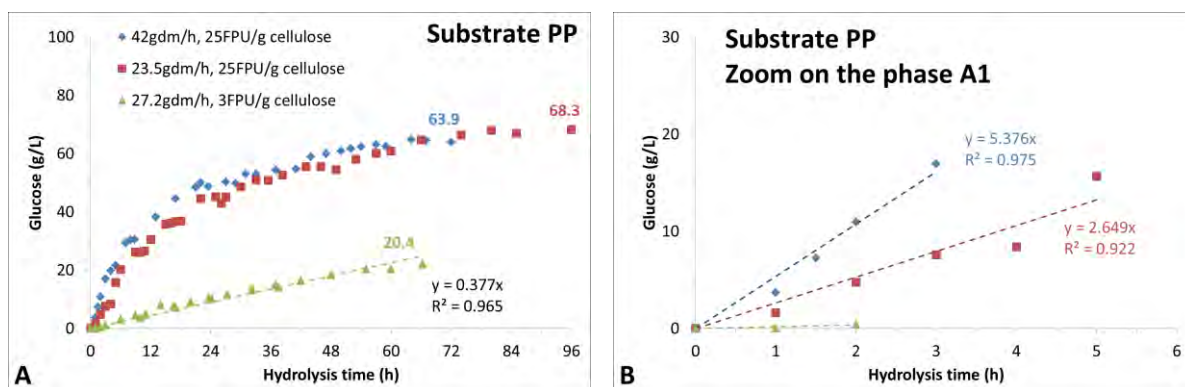 Substrate PP
42gdm/h, 25FPU/g cellulose
23.5gdm/h, 25FPU/g cellulose
27.2gdm/h, 3FPU/g cellulose
100
80
60
40
20
0
Glucose (g/L)
63.9
68.3
20.4
y = 0.377x
R² = 0.965
0 12 24 36 48 60 72 84 96
Hydrolysis time (h)
A
Substrate PP
Zoom on the phase A1
30
20
10
0
Glucose (g/L)
y = 5.376x
R² = 0.975
y = 2.649x
R² = 0.922
0 1 2 3 4 5 6
Hydrolysis time (h)
B